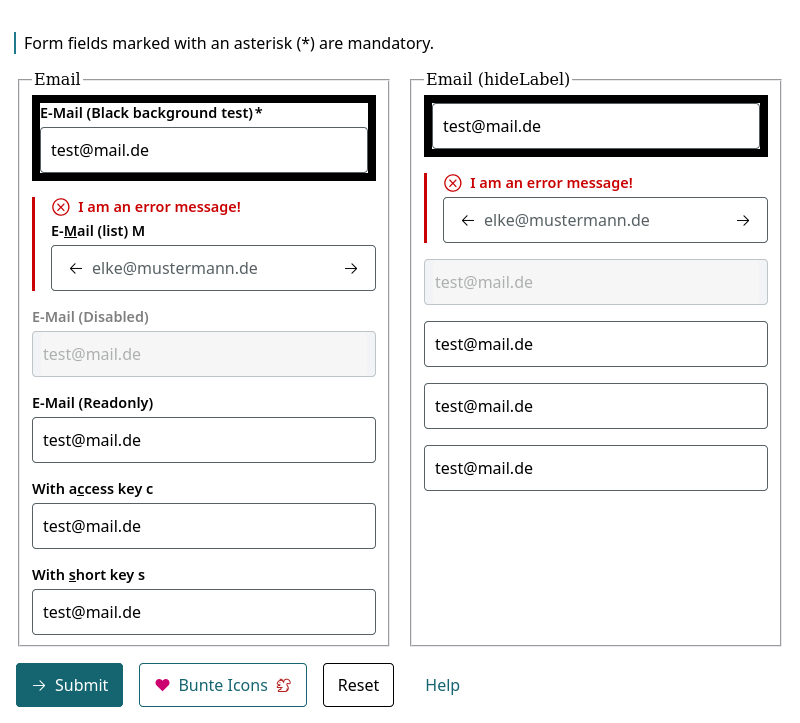 Form fields marked with an asterisk (*) are mandatory.
Email
E-Mail (Black background test)*
test@mail.de
I am an error message!
E-Mail (list) M
elke@mustermann.de
E-Mail (Disabled)
test@mail.de
E-Mail (Readonly)
test@mail.de
With access key c
test@mail.de
With short key s
test@mail.de
Email (hideLabel)
test@mail.de
I am an error message!
elke@mustermann.de
test@mail.de
test@mail.de
test@mail.de
test@mail.de
Submit Bunte Icons Reset Help